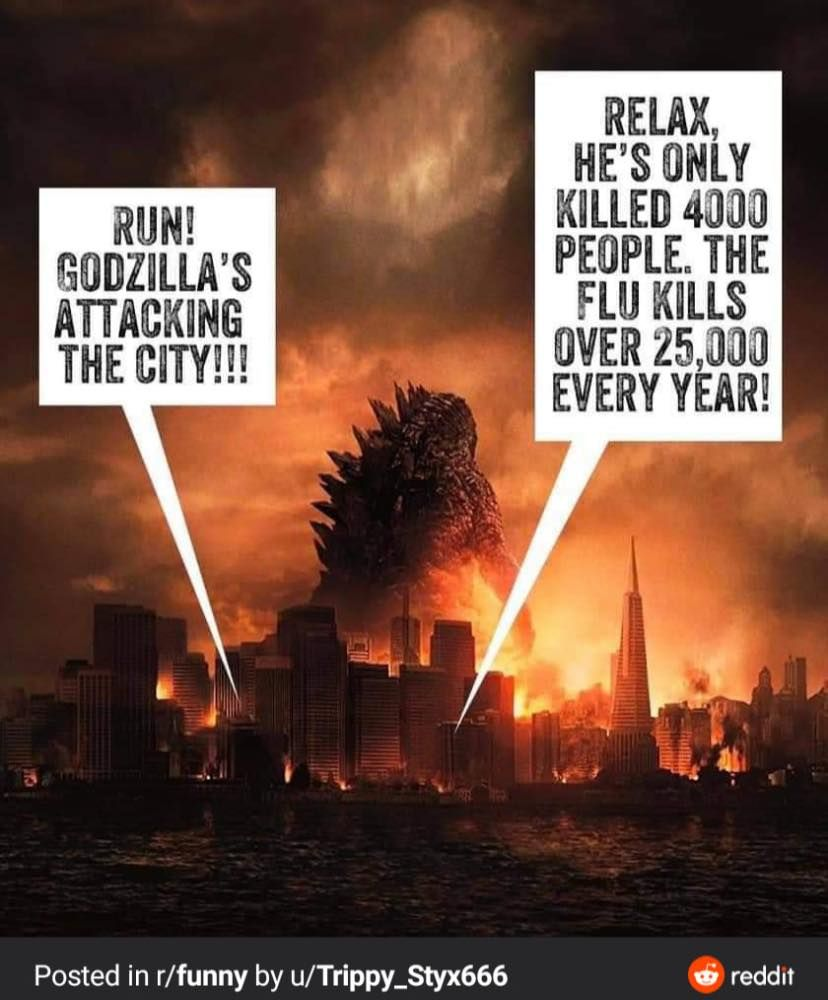 RUN!
GODZILLA'S
ATTACKING
THE CITY!!!
RELAX,
HE'S ONLY
KILLED 4000
PEOPLE. THE
FLU KILLS
OVER 25,000
EVERY YEAR!
Posted in r/funny by u/Trippy_Styx666
reddit